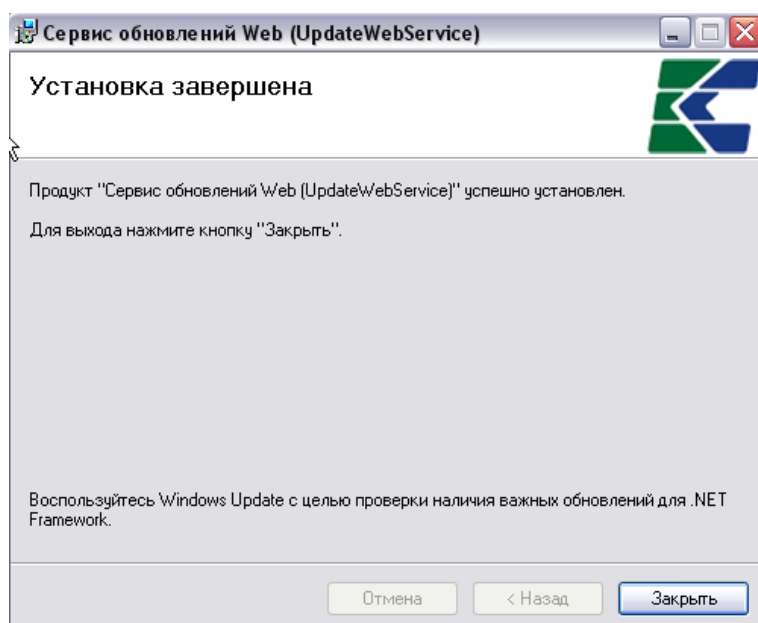 Сервис обновлений Web (UpdateWebService)
Установка завершена
Продукт "Сервис обновлений Web (UpdateWebService)" успешно установлен.
Для выхода нажмите кнопку "Закрыть".
Воспользуйтесь Windows Update с целью проверки наличия важных обновлений для .NET
Framework.
Отмена
< Назад
Закрыть